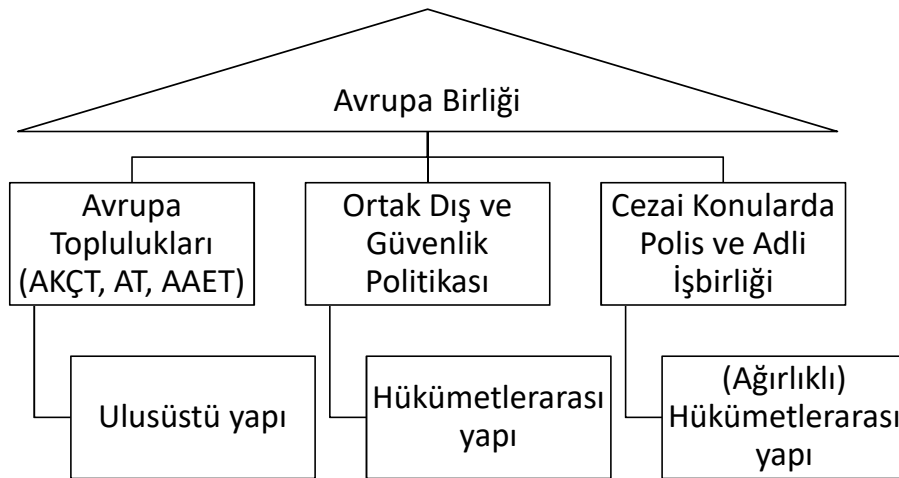 Avrupa Birliği
Avrupa
Toplulukları
(AKÇT, AT, AAET)
Ortak Dış ve
Güvenlik
Politikası
Cezai Konularda
Polis ve Adli
İşbirliği
Ulusüstü yapı
Hükümetlerarası
yapı
(Ağırlıklı)
Hükümetlerarası
yapı